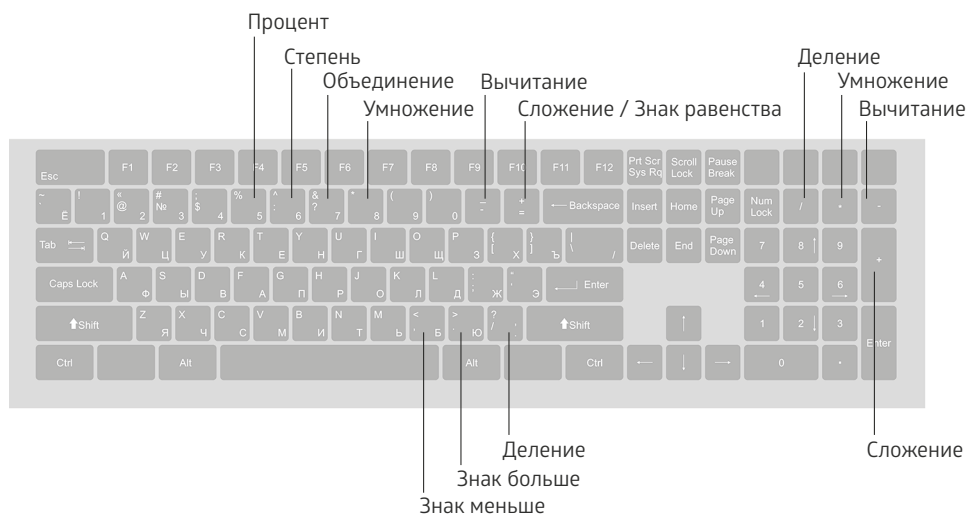 Процент
Степень
Деление
Объединение
Вычитание
Умножение
Умножение
Сложение / Знак равенства
Вычитание
Esc F1 F2 F3 F4 F5 F6 F7 F8 F9 F10 F11 F12 Prt Scr Sys Rq Scroll Lock Pause Break
~ ` Ё ! 1 " @ 2 # № 3 ; $ 4 % 5 ^ : 6 & ? 7 * 8 ( 9 ) 0 _ - + = Backspace Insert Home Page Up Num Lock / * -
Tab Q Й W Ц E У R К T Е Y Н U Г I Ш O Щ P З { [ Х } ] Ъ | \ / Delete End Page Down 7 8 9 +
Caps Lock A Ф S Ы D В F А G П H Р J О K Л L Д : ; Ж " ' Э Enter 4 5 6
Shift Z Я X Ч C С V М B И N Т M Ь < , Б > . Ю ? / , Shift 1 2 3 Enter
Ctrl Alt Alt Ctrl 0 .
Деление
Сложение
Знак больше
Знак меньше